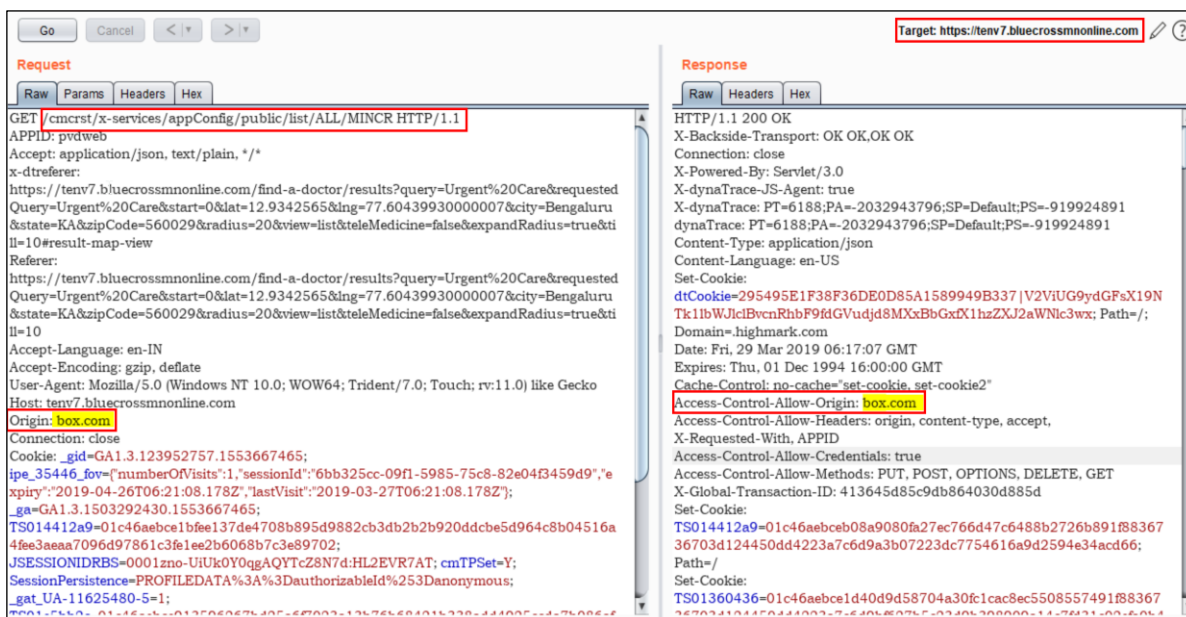 Go Cancel < | ▼ > | ▼ Target: https://tenv7.bluecrossmnonline.com
Request
Raw Params Headers Hex
GET /cmcrst/x-services/appConfig/public/list/ALL/MINCR HTTP/1.1
APPID: pvdweb
Accept: application/json, text/plain, */*
x-dtreferer:
https://tenv7.bluecrossmnonline.com/find-a-doctor/results?query=Urgent%20Care&requested
Query=Urgent%20Care&start=0&lat=12.9342565&lng=77.60439930000007&city=Bengaluru
&state=KA&zipCode=560029&radius=20&view=list&teleMedicine=false&expandRadius=true&ti
ll=10#result-map-view
Referer:
https://tenv7.bluecrossmnonline.com/find-a-doctor/results?query=Urgent%20Care&requested
Query=Urgent%20Care&start=0&lat=12.9342565&lng=77.60439930000007&city=Bengaluru
&state=KA&zipCode=560029&radius=20&view=list&teleMedicine=false&expandRadius=true&ti
ll=10
Accept-Language: en-IN
Accept-Encoding: gzip, deflate
User-Agent: Mozilla/5.0 (Windows NT 10.0; WOW64; Trident/7.0; Touch; rv:11.0) like Gecko
Host: tenv7.bluecrossmnonline.com
Origin: box.com
Connection: close
Cookie: _gid=GA1.3.123952757.1553667465;
ipe_35446_fov={"numberOfVisits":1,"sessionId":"6bb325cc-09f1-5985-75c8-82e04f3459d9","e
xpiry":"2019-04-26T06:21:08.178Z","lastVisit":"2019-03-27T06:21:08.178Z"};
_ga=GA1.3.1503292430.1553667465;
TS014412a9=01c46aebce1bfee137de4708b895d9882cb3db2b2b920ddcbe5d964c8b04516a
4fee3aeaa7096d97861c3fe1ee2b6068b7c3e89702;
JSESSIONIDRBS=0001zno-UiUk0Y0qgAQYTcZ8N7d:HL2EVR7AT; cmTPSet=Y;
SessionPersistence=PROFILEDATA%3A%3DauthorizableId%253Danonymous;
_gat_UA-11625480-5=1;
Response
Raw Headers Hex
HTTP/1.1 200 OK
X-Backside-Transport: OK OK,OK OK
Connection: close
X-Powered-By: Servlet/3.0
X-dynaTrace-JS-Agent: true
X-dynaTrace: PT=6188;PA=-2032943796;SP=Default;PS=-919924891
dynaTrace: PT=6188;PA=-2032943796;SP=Default;PS=-919924891
Content-Type: application/json
Content-Language: en-US
Set-Cookie:
dtCookie=295495E1F38F36DE0D85A1589949B337|V2ViUG9ydGFsX19N
Tk1lbWJlclBvcnRhbF9fdGVudjd8MXxBbGxfX1hzZXJ2aWNlc3wx; Path=/;
Domain=.highmark.com
Date: Fri, 29 Mar 2019 06:17:07 GMT
Expires: Thu, 01 Dec 1994 16:00:00 GMT
Cache-Control: no-cache="set-cookie, set-cookie2"
Access-Control-Allow-Origin: box.com
Access-Control-Allow-Headers: origin, content-type, accept,
X-Requested-With, APPID
Access-Control-Allow-Credentials: true
Access-Control-Allow-Methods: PUT, POST, OPTIONS, DELETE, GET
X-Global-Transaction-ID: 413645d85c9db864030d885d
Set-Cookie:
TS014412a9=01c46aebceb08a9080fa27ec766d47c6488b2726b891f88367
36703d124450dd4223a7c6d9a3b07223dc7754616a9d2594e34acd66;
Path=/
Set-Cookie:
TS01360436=01c46aebce1d40d9d58704a30fc1cac8ec5508557491f88367